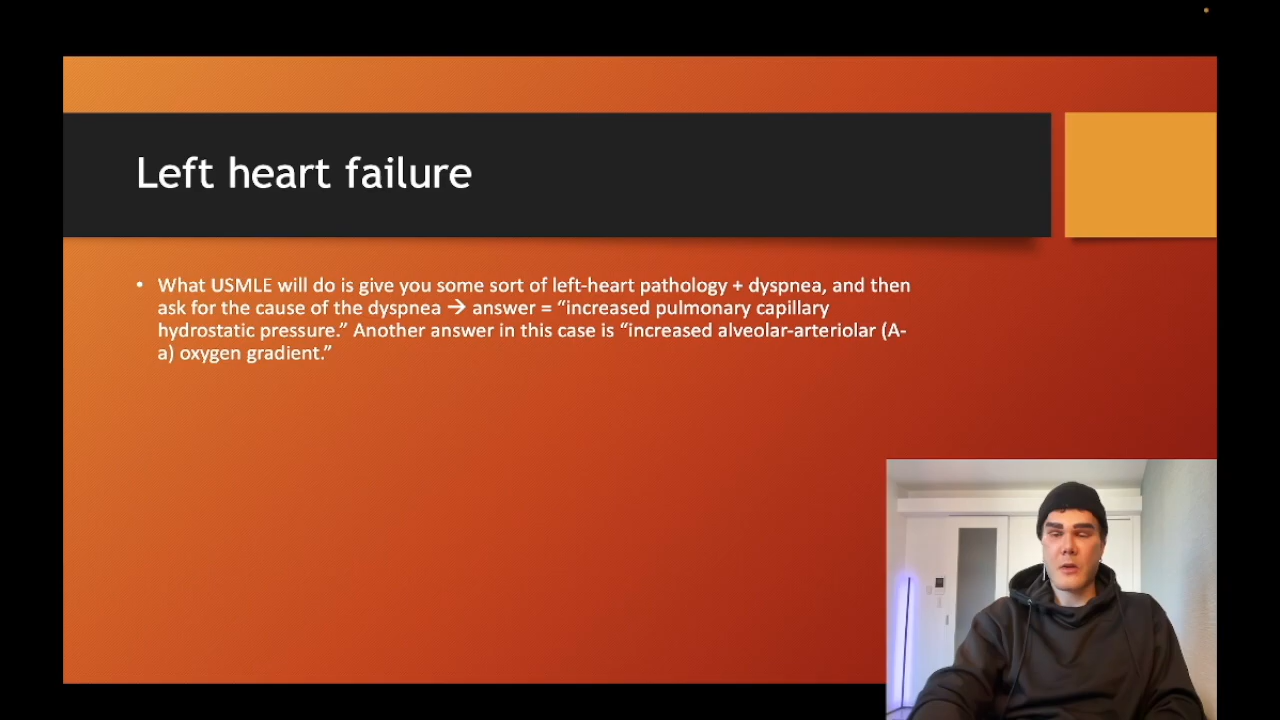 Left heart failure
• What USMLE will do is give you some sort of left-heart pathology + dyspnea, and then
ask for the cause of the dyspnea → answer = “increased pulmonary capillary
hydrostatic pressure.” Another answer in this case is “increased alveolar-arteriolar (A-
a) oxygen gradient.”